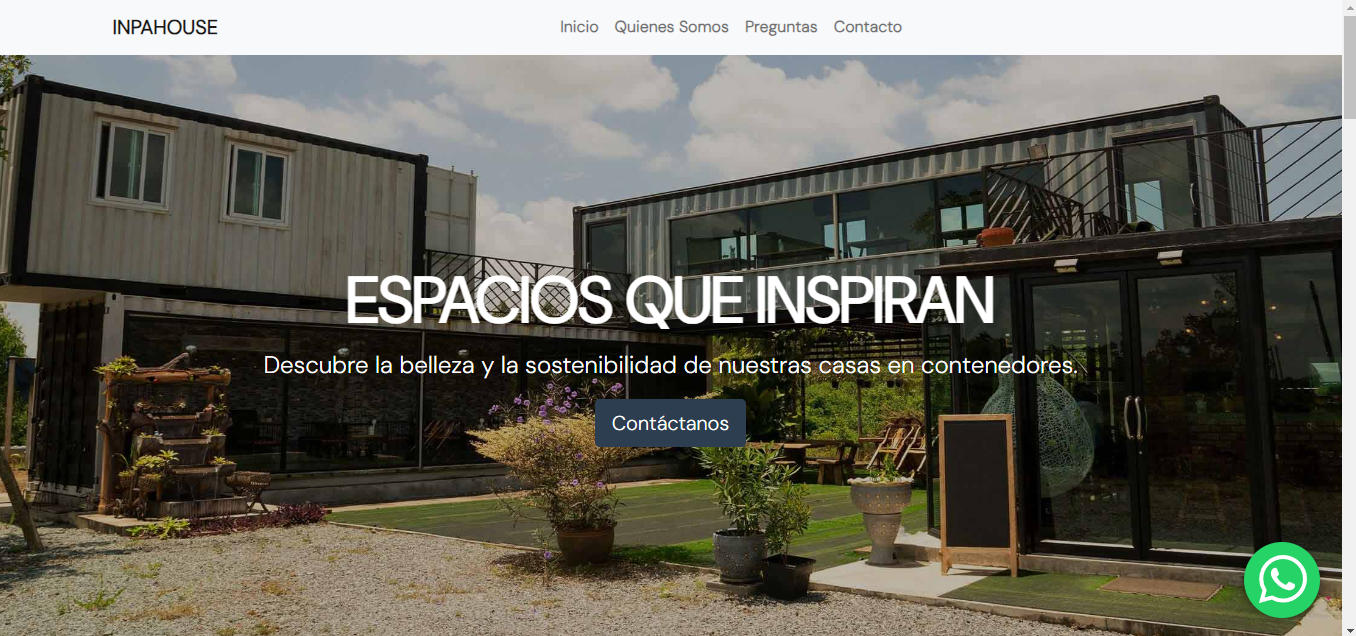 INPAHOUSE
Inicio Quienes Somos Preguntas Contacto
ESPACIOS QUE INSPIRAN
Descubre la belleza y la sostenibilidad de nuestras casas en contenedores.
Contáctanos